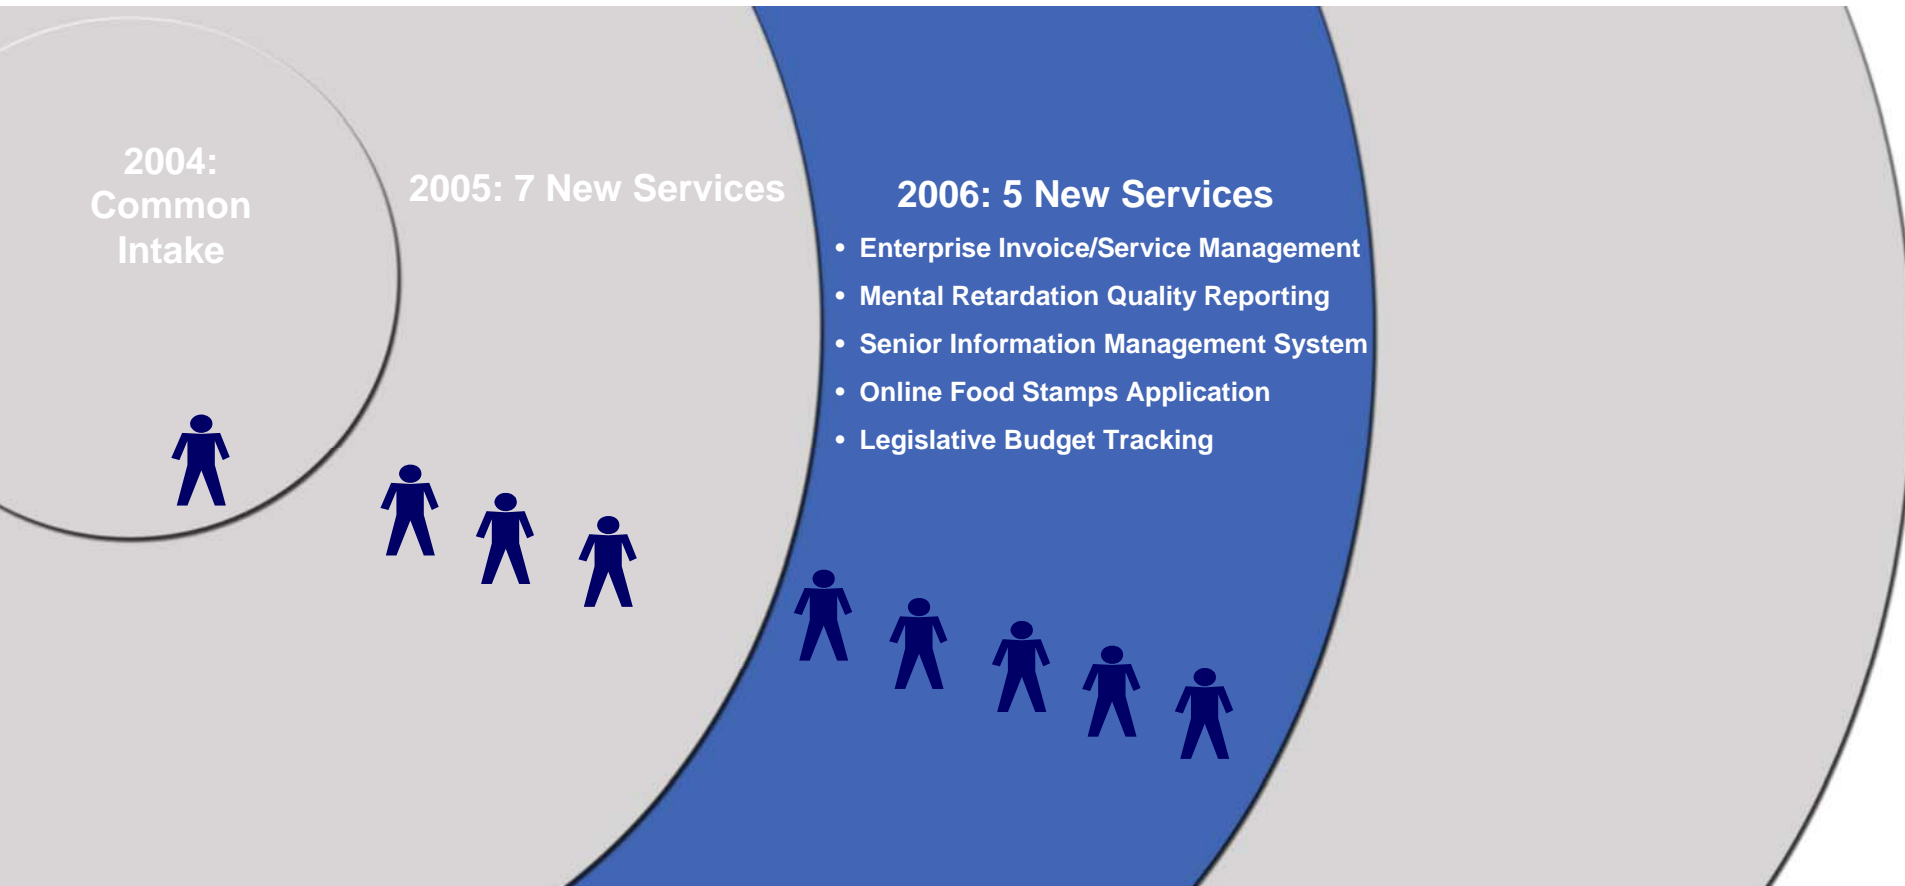 2004:
Common
Intake
2005: 7 New Services
2006: 5 New Services
• Enterprise Invoice/Service Management
• Mental Retardation Quality Reporting
• Senior Information Management System
• Online Food Stamps Application
• Legislative Budget Tracking